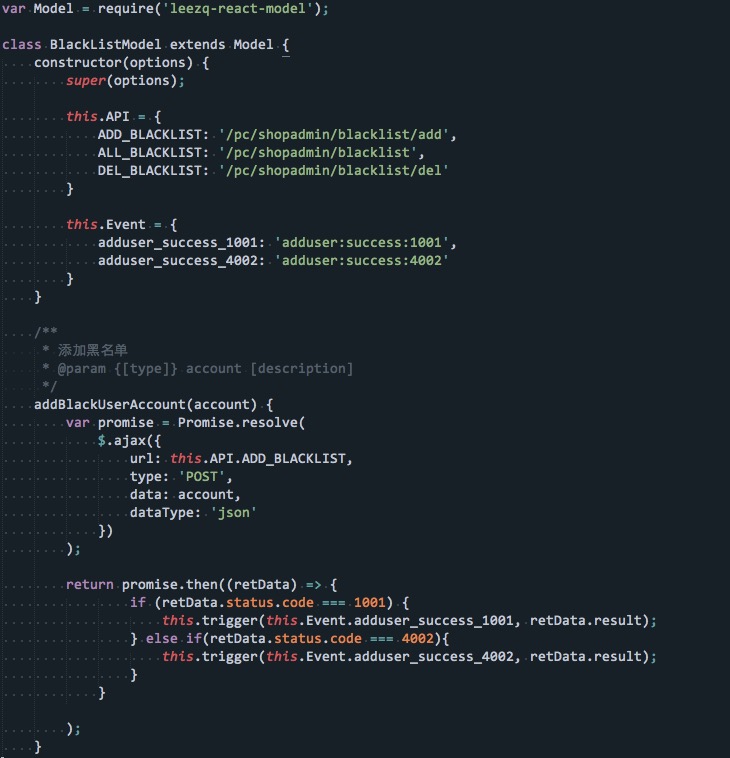 var Model = require('leezq-react-model');

class BlackListModel extends Model {
    constructor(options) {
        super(options);

        this.API = {
            ADD_BLACKLIST: '/pc/shopadmin/blacklist/add',
            ALL_BLACKLIST: '/pc/shopadmin/blacklist',
            DEL_BLACKLIST: '/pc/shopadmin/blacklist/del'
        }

        this.Event = {
            adduser_success_1001: 'adduser:success:1001',
            adduser_success_4002: 'adduser:success:4002'
        }
    }

    /**
     * 添加黑名单
     * @param {[type]} account [description]
     */
    addBlackUserAccount(account) {
        var promise = Promise.resolve(
            $.ajax({
                url: this.API.ADD_BLACKLIST,
                type: 'POST',
                data: account,
                dataType: 'json'
            })
        );

        return promise.then((retData) => {
                if (retData.status.code === 1001) {
                    this.trigger(this.Event.adduser_success_1001, retData.result);
                } else if(retData.status.code === 4002){
                    this.trigger(this.Event.adduser_success_4002, retData.result);
                }
            }

        );
    }